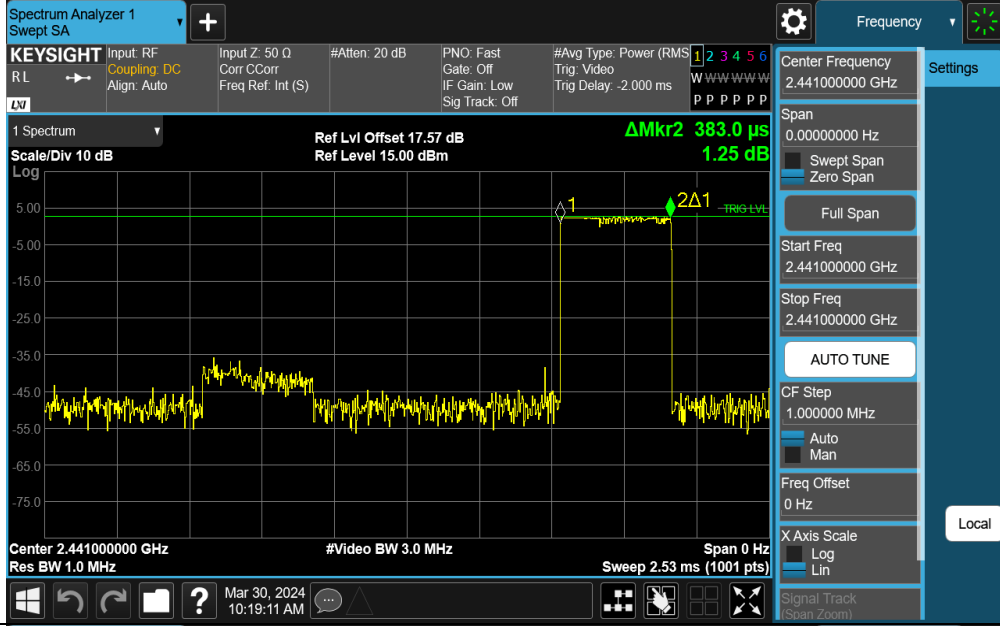 Spectrum Analyzer 1
Swept SA
Frequency
KEYSIGHT
RL
LXI
Input: RF
Coupling: DC
Align: Auto
Input Z: 50 Ω
Corr CCorr
Freq Ref: Int (S)
#Atten: 20 dB
PNO: Fast
Gate: Off
IF Gain: Low
Sig Track: Off
#Avg Type: Power (RMS
Trig: Video
Trig Delay: -2.000 ms
1 2 3 4 5 6
W W W W W W
P P P P P P
1 Spectrum
Scale/Div 10 dB
Log
Ref Lvl Offset 17.57 dB
Ref Level 15.00 dBm
ΔMkr2 383.0 µs
1.25 dB
1
2Δ1
TRIG LVL
5.00
-5.00
-15.0
-25.0
-35.0
-45.0
-55.0
-65.0
-75.0
Center 2.441000000 GHz
Res BW 1.0 MHz
#Video BW 3.0 MHz
Span 0 Hz
Sweep 2.53 ms (1001 pts)
Center Frequency
2.441000000 GHz
Span
0.00000000 Hz
Swept Span
Zero Span
Full Span
Start Freq
2.441000000 GHz
Stop Freq
2.441000000 GHz
AUTO TUNE
CF Step
1.000000 MHz
Auto
Man
Freq Offset
0 Hz
X Axis Scale
Log
Lin
Signal Track
(Span Zoom)
Settings
Local
?
Mar 30, 2024
10:19:11 AM